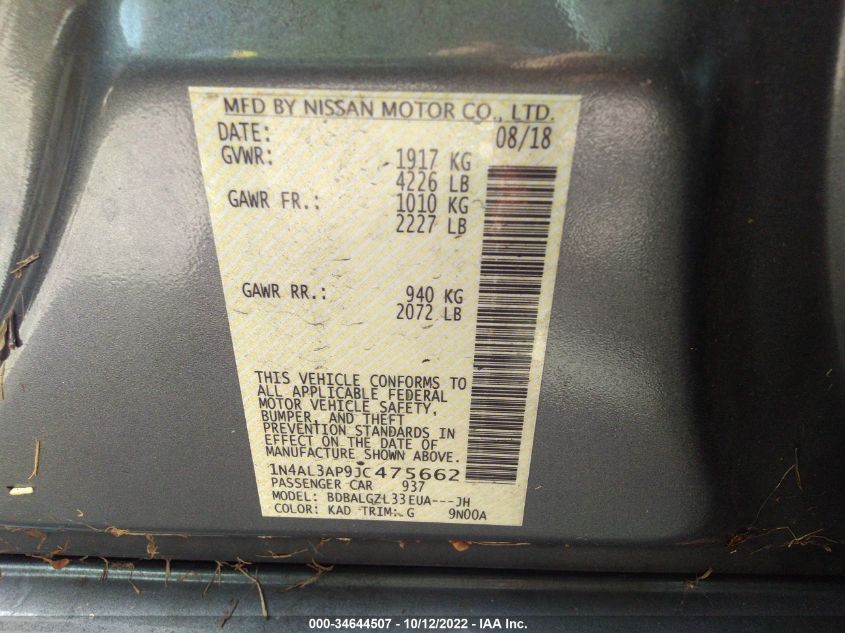 MFD BY NISSAN MOTOR CO., LTD.
DATE: 08/18
GVWR: 1917 KG
4226 LB
GAWR FR.: 1010 KG
2227 LB
GAWR RR.: 940 KG
2072 LB
THIS VEHICLE CONFORMS TO
ALL APPLICABLE FEDERAL
MOTOR VEHICLE SAFETY,
BUMPER, AND THEFT
PREVENTION STANDARDS IN
EFFECT ON THE DATE OF
MANUFACTURE SHOWN ABOVE.
1N4AL3AP9JC475662
PASSENGER CAR 937
MODEL: BDBALGZL33EUA---JH
COLOR: KAD TRIM: G 9N00A
000-34644507 - 10/12/2022 - IAA Inc.